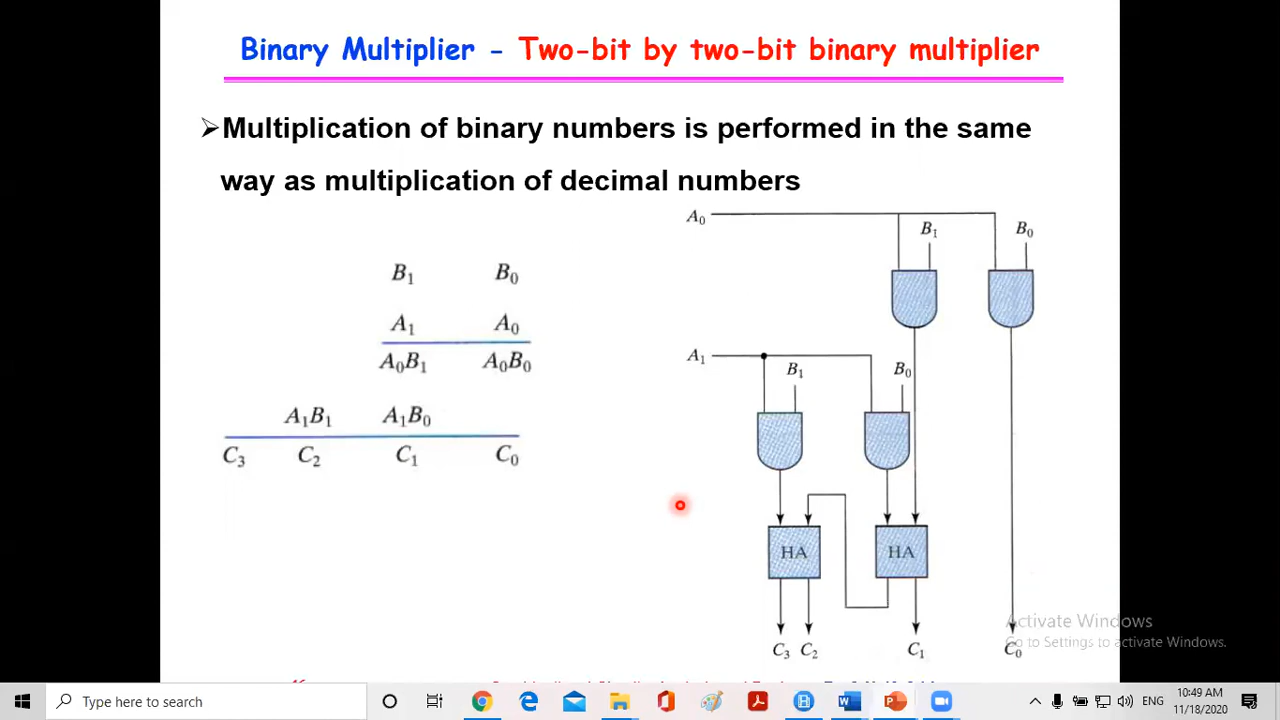 Binary Multiplier - Two-bit by two-bit binary multiplier
➢Multiplication of binary numbers is performed in the same
way as multiplication of decimal numbers
B₁ B₀
A₁ A₀
A₀B₁ A₀B₀
A₁B₁ A₁B₀
C₃ C₂ C₁ C₀
A₀
B₁ B₀
A₁
B₁ B₀
HA HA
C₃ C₂ C₁ C₀
Activate Windows
Go to Settings to activate Windows.
Type here to search
ENG
10:49 AM
11/18/2020